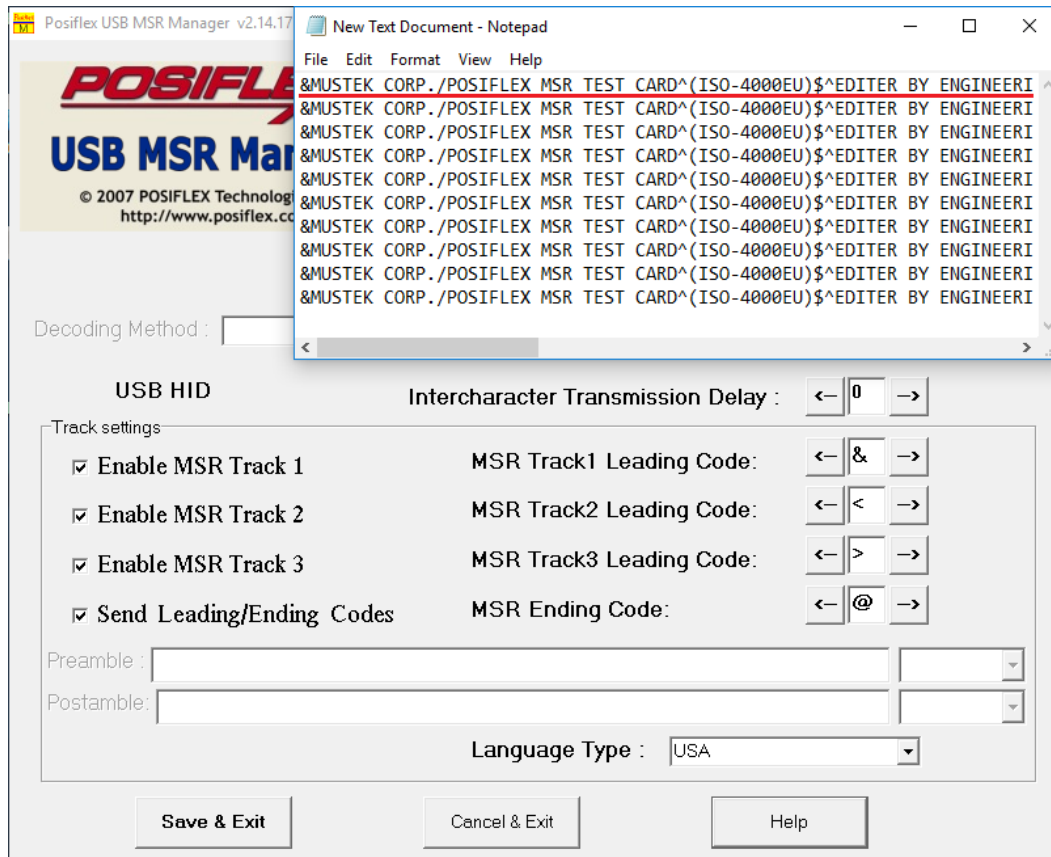 Posiflex USB MSR Manager v2.14.17
New Text Document - Notepad
File Edit Format View Help
&MUSTEK CORP./POSIFLEX MSR TEST CARD^(ISO-4000EU)$^EDITER BY ENGINEERI
&MUSTEK CORP./POSIFLEX MSR TEST CARD^(ISO-4000EU)$^EDITER BY ENGINEERI
&MUSTEK CORP./POSIFLEX MSR TEST CARD^(ISO-4000EU)$^EDITER BY ENGINEERI
&MUSTEK CORP./POSIFLEX MSR TEST CARD^(ISO-4000EU)$^EDITER BY ENGINEERI
&MUSTEK CORP./POSIFLEX MSR TEST CARD^(ISO-4000EU)$^EDITER BY ENGINEERI
&MUSTEK CORP./POSIFLEX MSR TEST CARD^(ISO-4000EU)$^EDITER BY ENGINEERI
&MUSTEK CORP./POSIFLEX MSR TEST CARD^(ISO-4000EU)$^EDITER BY ENGINEERI
&MUSTEK CORP./POSIFLEX MSR TEST CARD^(ISO-4000EU)$^EDITER BY ENGINEERI
&MUSTEK CORP./POSIFLEX MSR TEST CARD^(ISO-4000EU)$^EDITER BY ENGINEERI
&MUSTEK CORP./POSIFLEX MSR TEST CARD^(ISO-4000EU)$^EDITER BY ENGINEERI
POSIFLE
USB MSR Mar
© 2007 POSIFLEX Technologi
http://www.posiflex.co
Decoding Method :
USB HID
Intercharacter Transmission Delay : <- 0 ->
Track settings
Enable MSR Track 1
MSR Track1 Leading Code: <- & ->
Enable MSR Track 2
MSR Track2 Leading Code: <- < ->
Enable MSR Track 3
MSR Track3 Leading Code: <- > ->
Send Leading/Ending Codes
MSR Ending Code: <- @ ->
Preamble :
Postamble:
Language Type : USA
Save & Exit
Cancel & Exit
Help